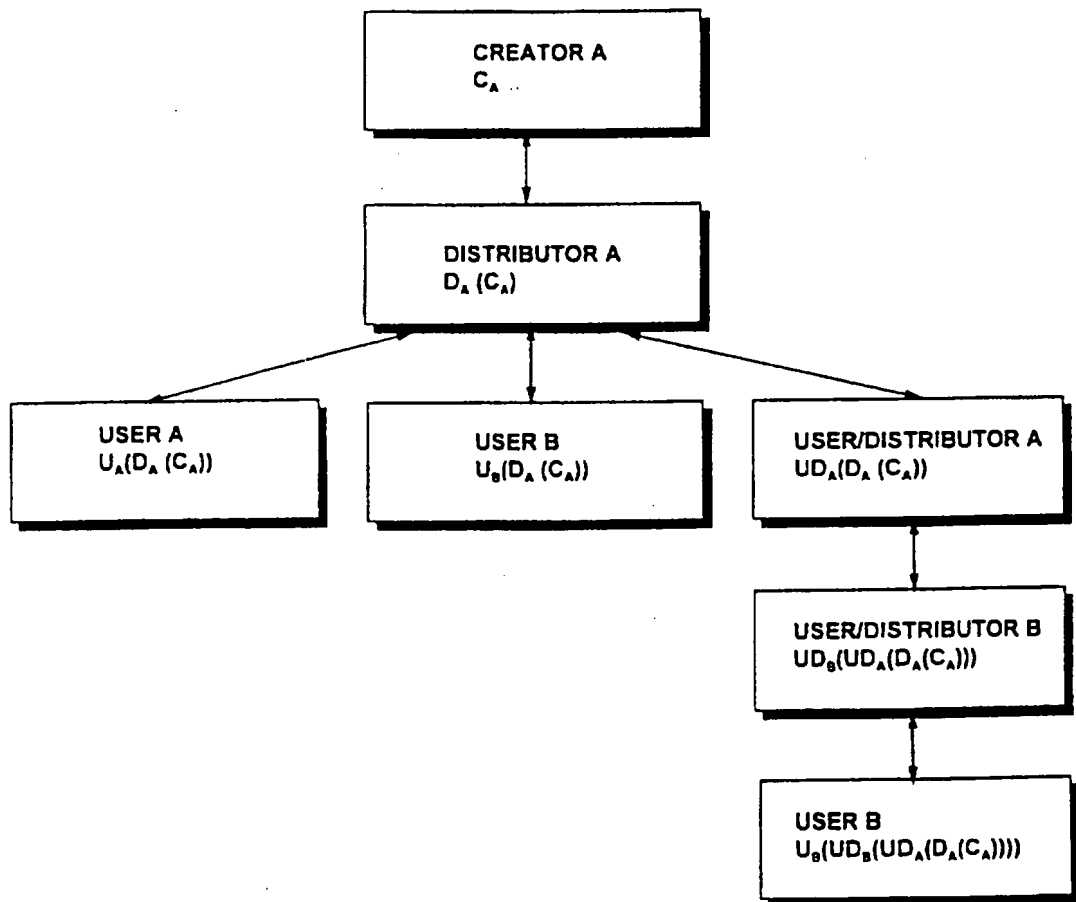 CREATOR A
C_A
DISTRIBUTOR A
D_A (C_A)
USER A
U_A(D_A (C_A))
USER B
U_B(D_A (C_A))
USER/DISTRIBUTOR A
UD_A(D_A (C_A))
USER/DISTRIBUTOR B
UD_B(UD_A(D_A(C_A)))
USER B
U_B(UD_B(UD_A(D_A(C_A))))